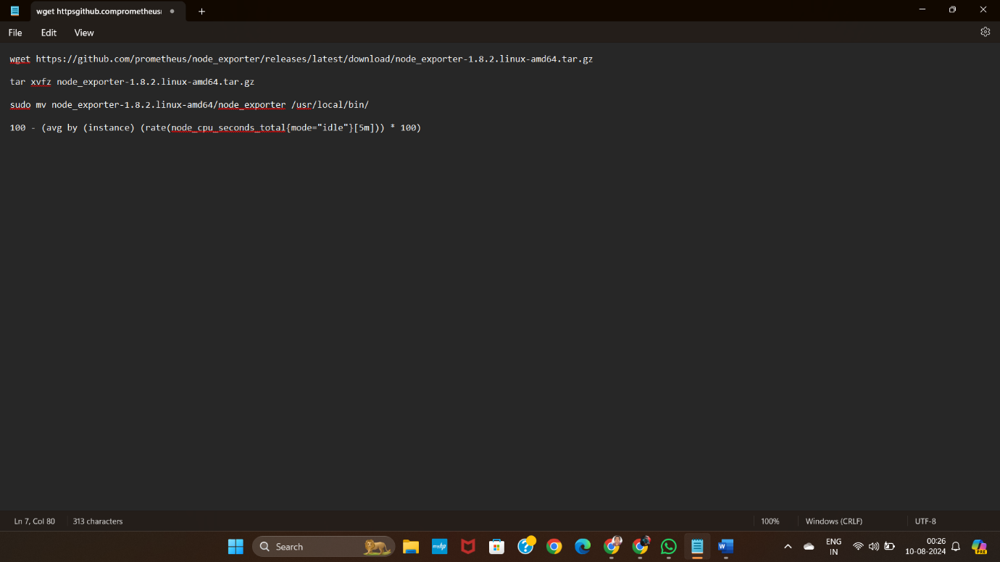 wget httpsgithub.comprometheus
File Edit View
wget https://github.com/prometheus/node_exporter/releases/latest/download/node_exporter-1.8.2.linux-amd64.tar.gz
tar xvfz node_exporter-1.8.2.linux-amd64.tar.gz
sudo mv node_exporter-1.8.2.linux-amd64/node_exporter /usr/local/bin/
100 - (avg by (instance) (rate(node_cpu_seconds_total{mode="idle"}[5m])) * 100)
Ln 7, Col 80 313 characters 100% Windows (CRLF) UTF-8
Search myhp W ENG 00:26
IN 10-08-2024 PRE